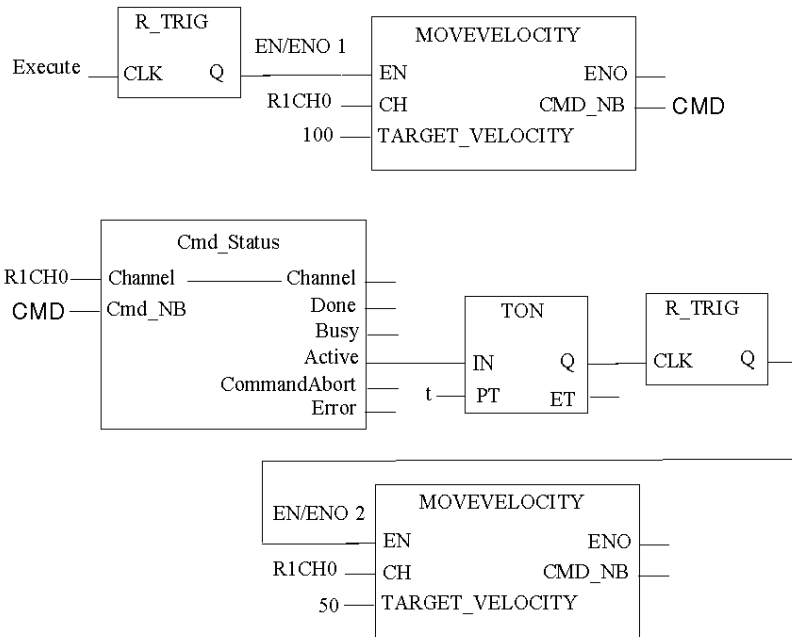 R_TRIG
EN/ENO 1
MOVEVELOCITY
Execute
CLK
Q
EN
ENO
R1CH0
CH
CMD_NB
CMD
100
TARGET_VELOCITY
Cmd_Status
R1CH0
Channel
Channel
CMD
Cmd_NB
Done
Busy
Active
CommandAbort
Error
TON
IN
Q
t
PT
ET
R_TRIG
CLK
Q
EN/ENO 2
MOVEVELOCITY
EN
ENO
R1CH0
CH
CMD_NB
50
TARGET_VELOCITY